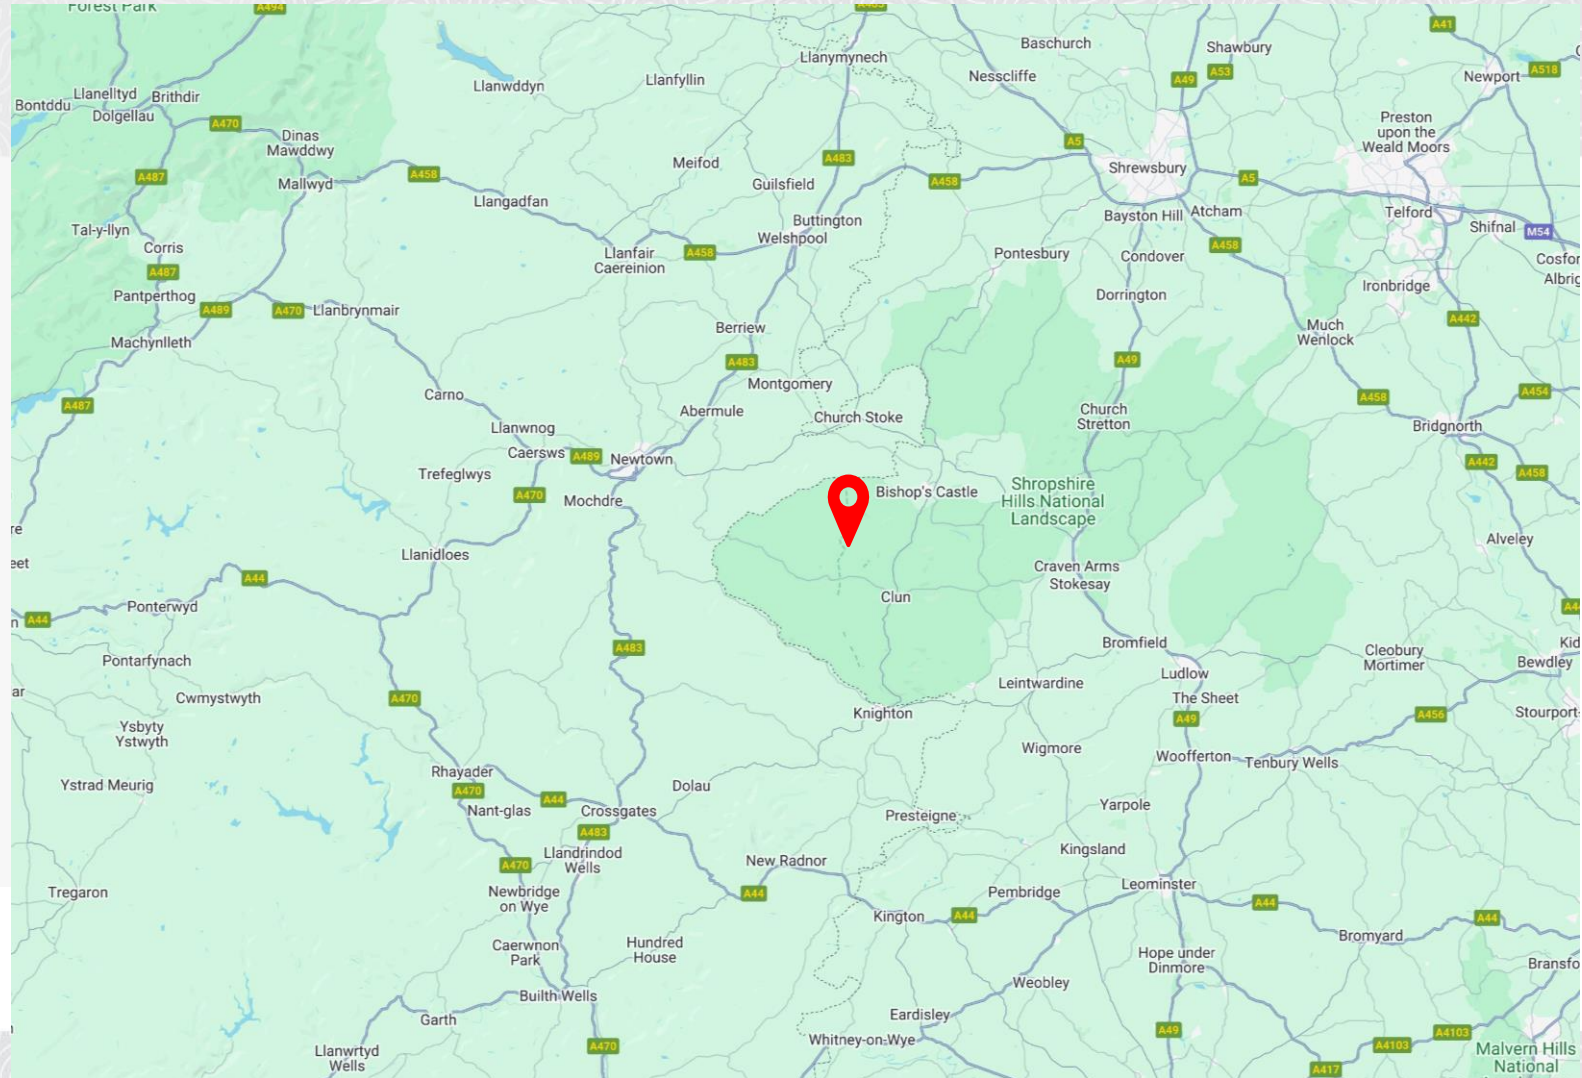 Forest Park
A494
A483
Llanymynech
Baschurch
Shawbury
A41
A53
A49
A518
Newport
Nesscliffe
Llanwddyn
Llanfyllin
Llanelltyd
Brithdir
Bontddu
Dolgellau
A470
Dinas
Mawddwy
Preston
upon the
Weald Moors
A5
A483
Meifod
Shrewsbury
A487
Mallwyd
A458
Guilsfield
A458
A5
Llangadfan
Buttington
Bayston Hill
Atcham
Telford
Shifnal
M54
Tal-y-llyn
Corris
Welshpool
A458
Llanfair
Caereinion
A458
Pontesbury
Condover
A487
Ironbridge
Albrig
Pantperthog
A489
A470
Llanbrynmair
Dorrington
A442
Berriew
Much
Wenlock
Machynlleth
A483
A49
Montgomery
Carno
A487
Abermule
Church Stoke
Church
Stretton
A458
A454
Llanwnog
Bridgnorth
Caersws
A489
Newtown
A442
A458
Trefeglwys
A470
Mochdre
Bishop's Castle
Shropshire
Hills National
Landscape
re
Alveley
eet
Llanidloes
Craven Arms
Stokesay
A44
Clun
Ponterwyd
A44
n
A44
A483
Bromfield
Kid
Pontarfynach
Cleobury
Mortimer
Bewdley
Ludlow
ar
Cwmystwyth
A470
Leintwardine
The Sheet
Knighton
A49
A456
Stourport-
Ysbyty
Ystwyth
Wigmore
Woofferton
Tenbury Wells
Rhayader
Ystrad Meurig
A470
Dolau
A44
Nant-glas
Crossgates
Yarpole
Presteigne
A483
Llandrindod
Wells
Kingsland
A470
New Radnor
Tregaron
Newbridge
on Wye
A44
Pembridge
Leominster
A44
Kington
A44
A44
Caerwnon
Park
Hundred
House
Bromyard
Hope under
Dinmore
Bransfo
Builth Wells
Weobley
Garth
Eardisley
A49
A4103
A4103
Whitney-on-Wye
A470
Llanwrtyd
Wells
A417
Malvern Hills
National